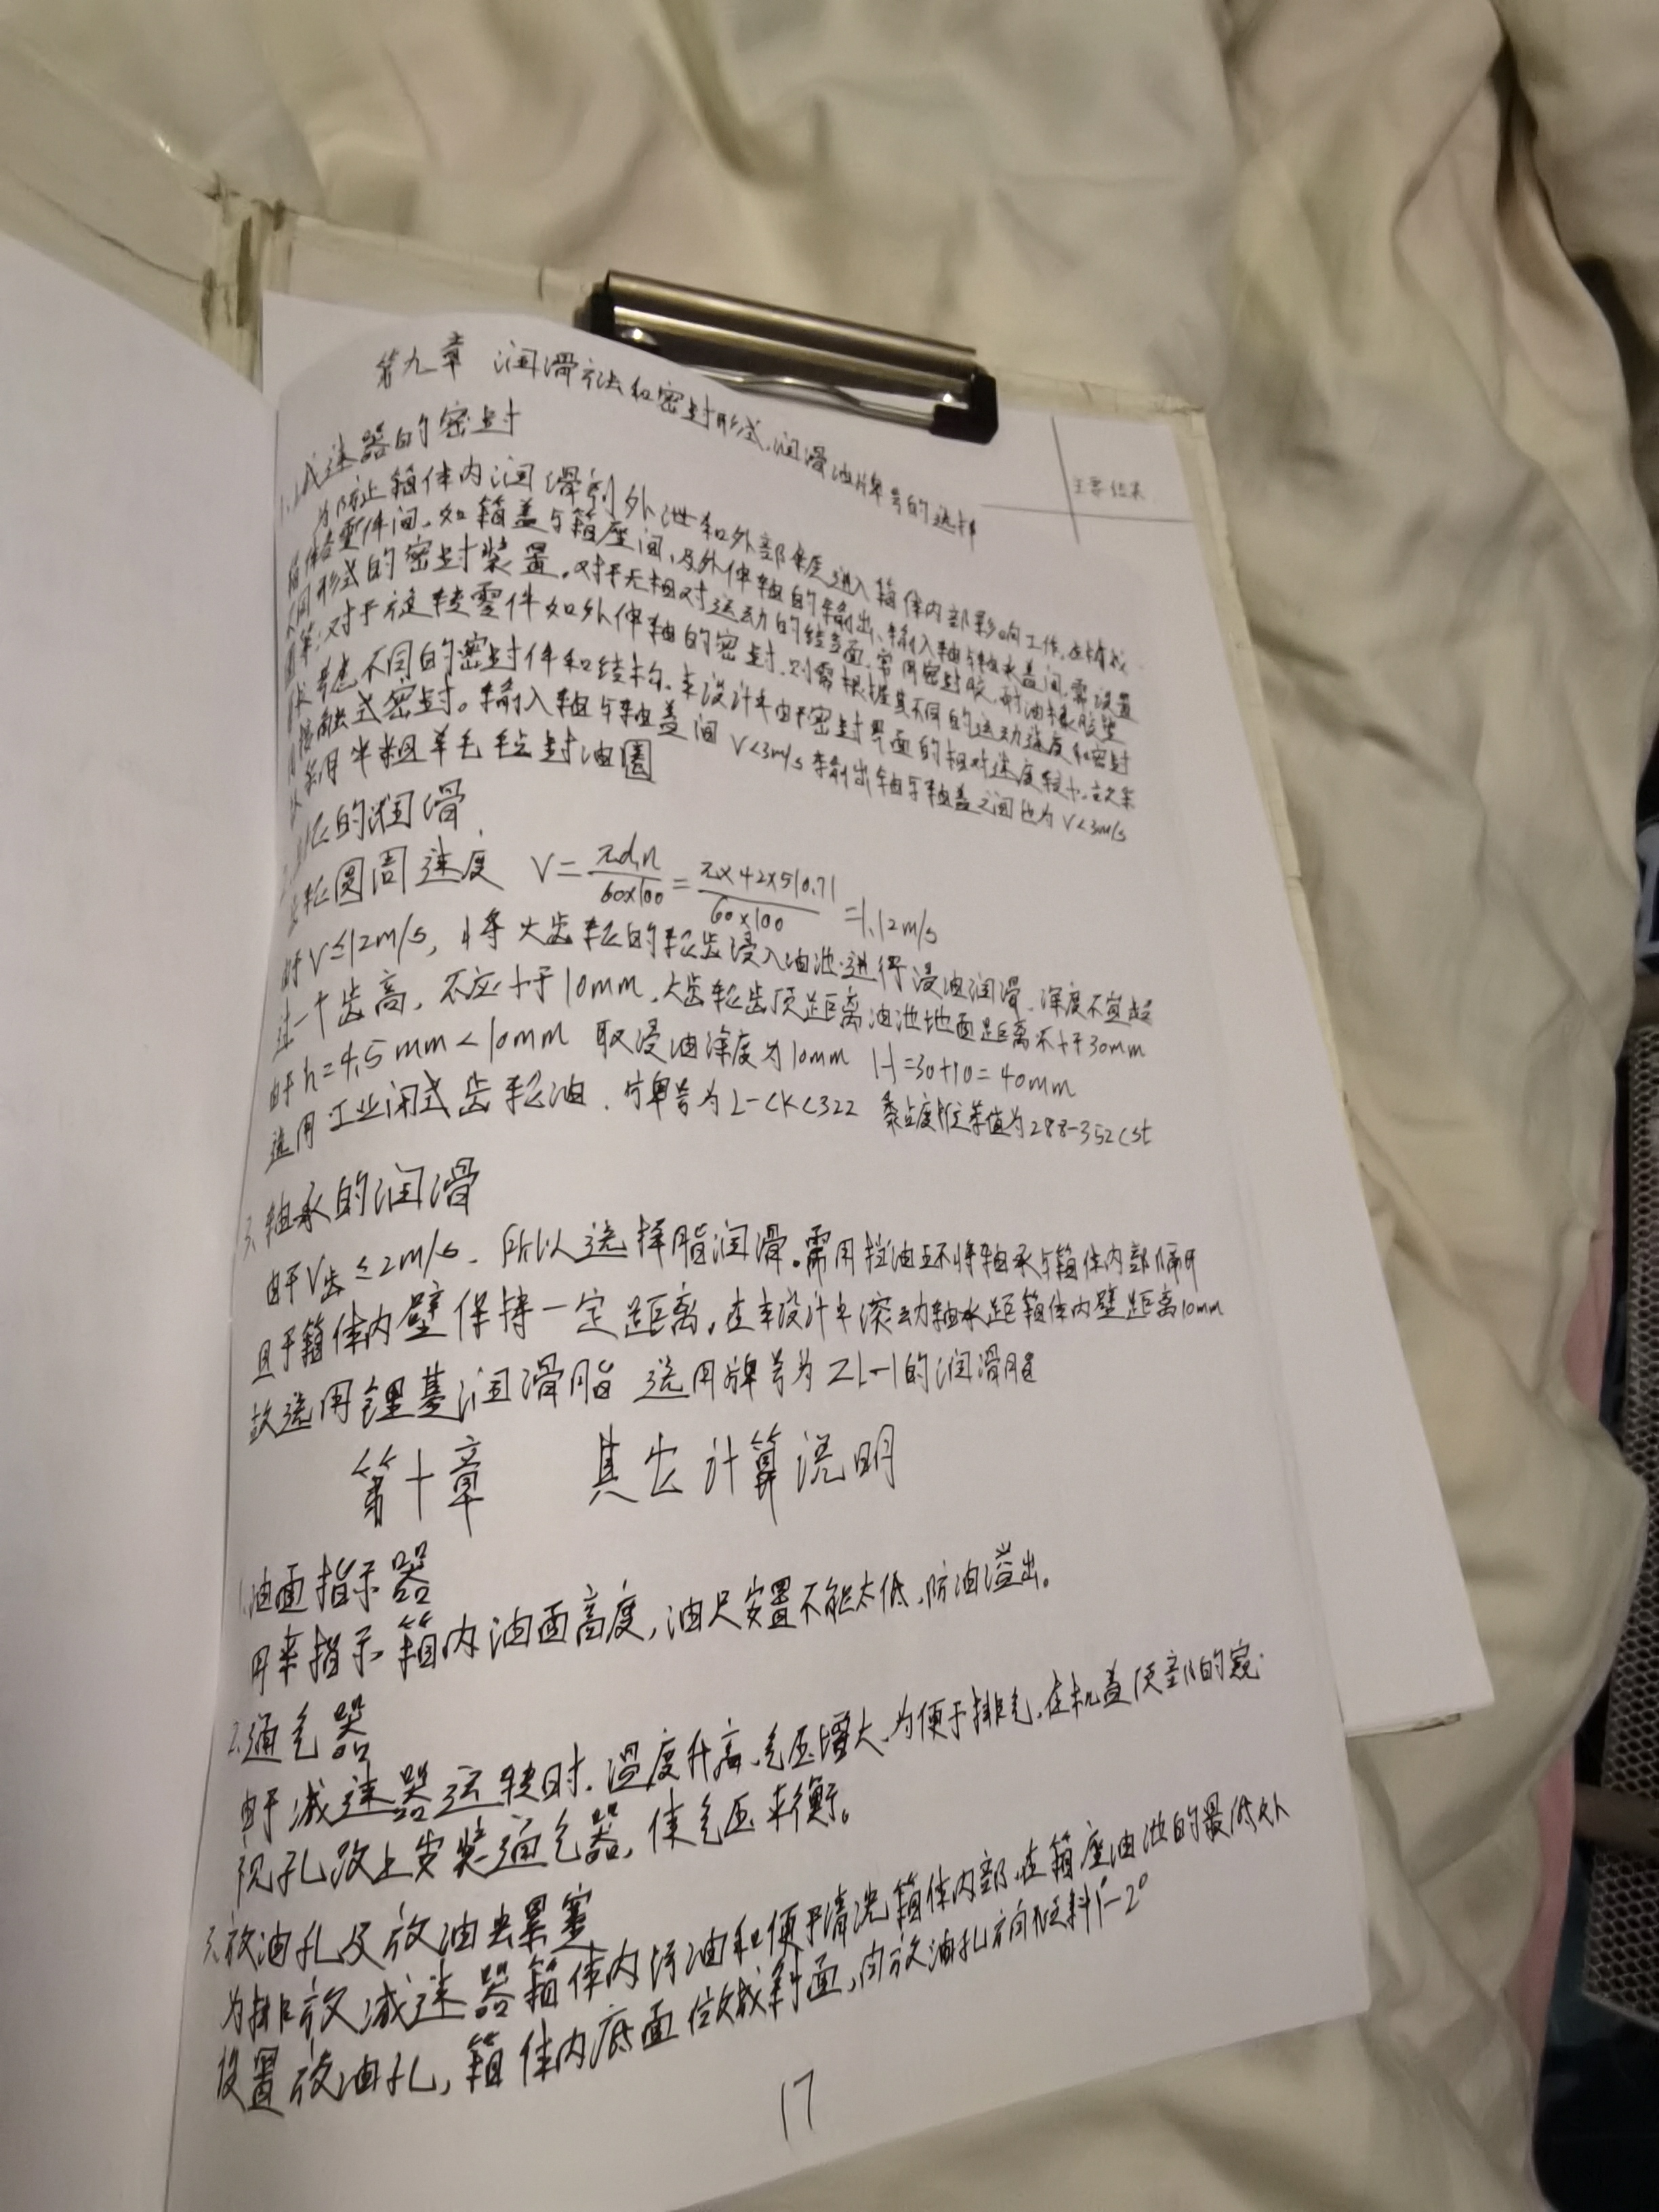 第九章 润滑方法和密封形式、润滑油牌号的选择
主要结果
1.减速器的密封
为防止箱体内润滑剂外泄和外部杂质进入箱体内部影响工作,在构成
箱体各零件间,如箱盖与箱座间,及外伸轴的输出、输入轴与轴承盖间,需设置
不同形式的密封装置。对于无相对运动的结合面,常用密封胶、耐油橡胶垫
圈等;对于旋转零件如外伸轴的密封,则需根据其不同的运动速度和密封
考虑不同的密封件和结构。本设计中由于密封界面的相对速度较小,故采
用接触式密封。输入轴与轴盖间V<3m/s 输出轴与轴盖之间也为V<3m/s
采用半粗羊毛毡封油圈
轮的润滑
轮圆周速度 V=πd₁n/60×100=π×42×510.71/60×100=1.12m/s
V≤12m/s, 将大齿轮的轮齿浸入油池进行浸油润滑,深度不宜超
过一个齿高,不应小于10mm,大齿轮齿顶距离油池地面距离不小于30mm
由于h=4.5mm<10mm 取浸油深度为10mm H=30+10=40mm
选用工业闭式齿轮油,牌号为L-CKC322 黏度推荐值为288-352cSt
3.轴承的润滑
由于V齿≤2m/s,所以选择脂润滑。需用挡油环将轴承与箱体内部隔开
且于箱体内壁保持一定距离,在本设计中滚动轴承距箱体内壁距离10mm
故选用锂基润滑脂 选用牌号为ZL-1的润滑脂
第十章 其它计算说明
1.油面指示器
用来指示箱内油面高度,油尺安置不能太低,防油溢出。
2.通气器
由于减速器运转时,温度升高,气压增大,为便于排气,在机盖顶部的窥
视孔改上安装通气器,使气压平衡。
3.放油孔及放油螺塞
为排放减速器箱体内污油和便于清洗箱体内部,在箱座油池的最低处
设置放油孔,箱体内底面做成斜面,向放油孔方向倾斜1°-2°
17